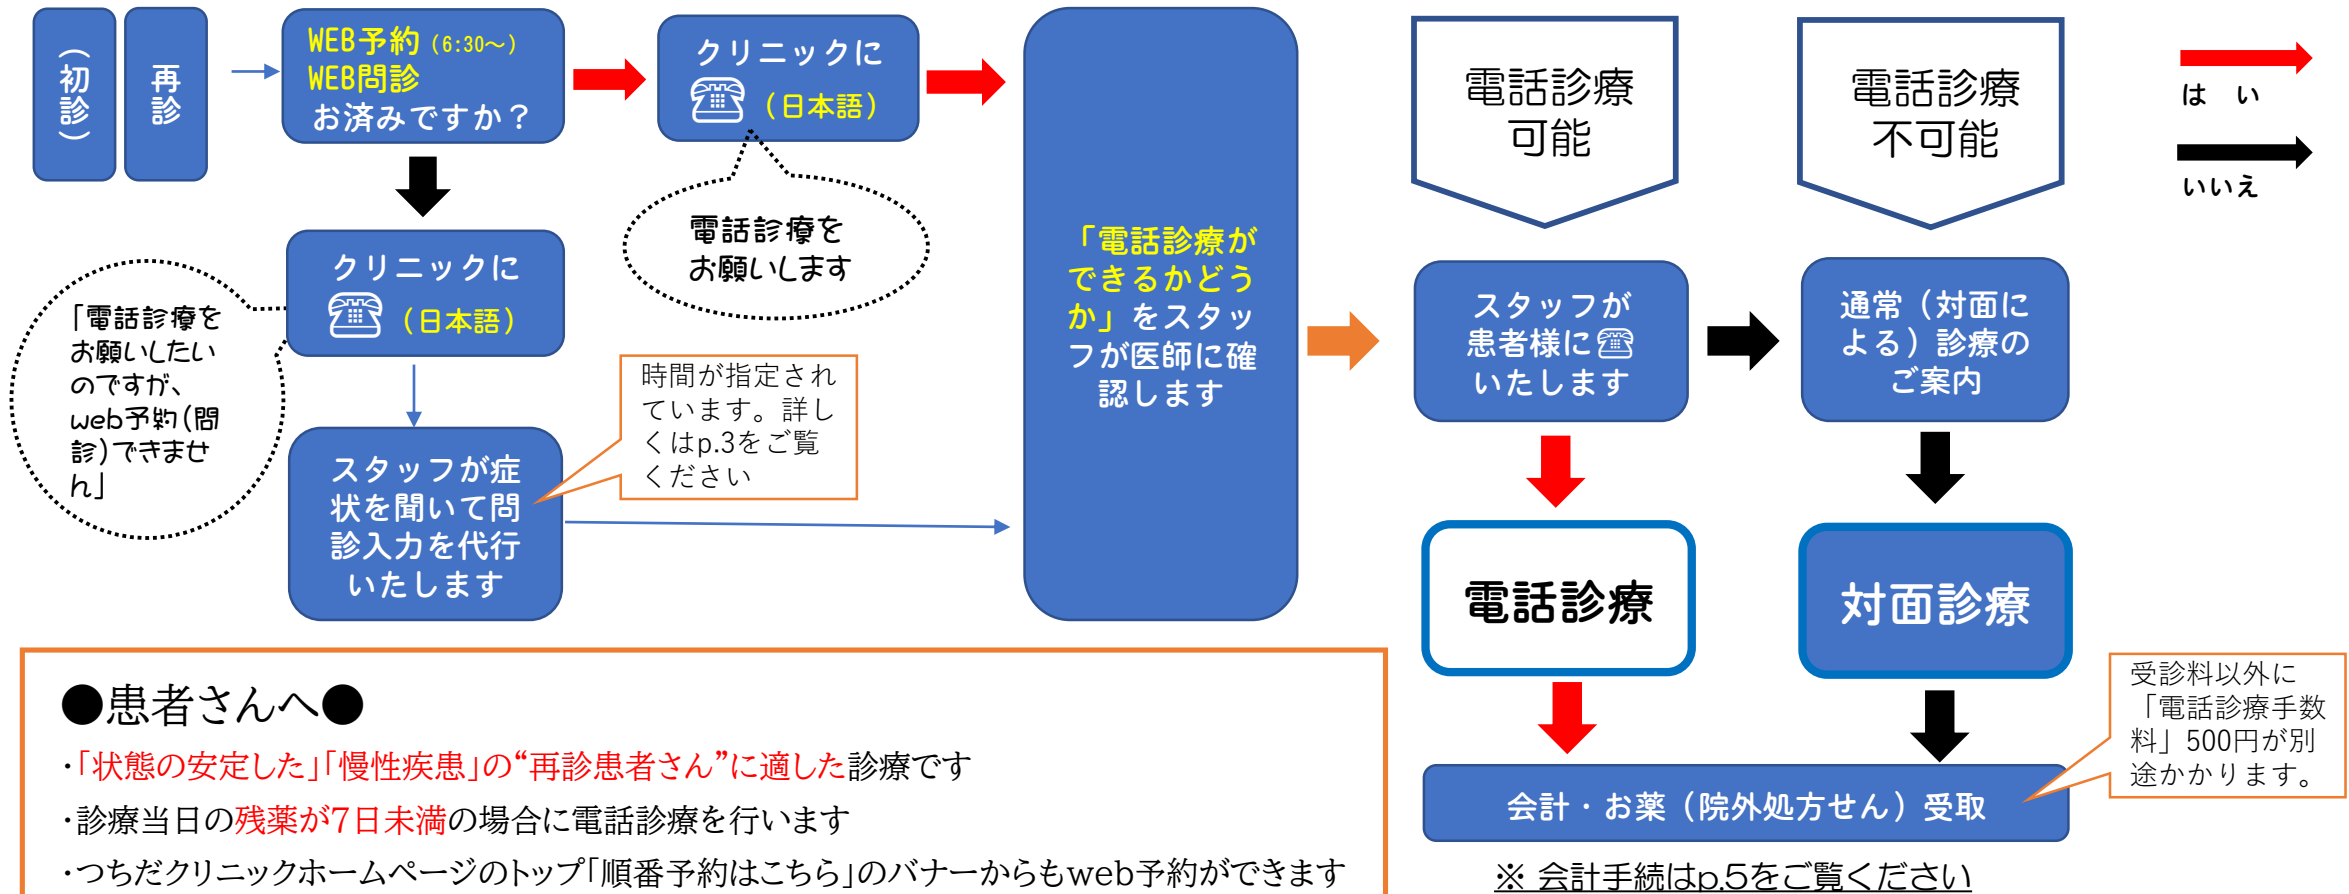 （初診）
再診
WEB予約（6:30～）
WEB問診
お済みですか？
クリニックに
（日本語）
電話診療を
お願いします
クリニックに
（日本語）
「電話診療を
お願いしたい
のですが、
web予約（問
診）できませ
ん」
スタッフが症
状を聞いて問
診入力を代行
いたします
時間が指定され
ています。詳し
くはp.3をご覧
ください
「電話診療が
できるかどう
か」をスタッ
フが医師に確
認します
電話診療
可能
電話診療
不可能
は　い
いいえ
スタッフが
患者様に☎
いたします
通常（対面に
よる）診療の
ご案内
電話診療
対面診療
受診料以外に
「電話診療手数
料」500円が別
途かかります。
会計・お薬（院外処方せん）受取
※ 会計手続はp.5をご覧ください
●患者さんへ●
・「状態の安定した」「慢性疾患」の“再診患者さん”に適した診療です
・診療当日の残薬が7日未満の場合に電話診療を行います
・つちだクリニックホームページのトップ「順番予約はこちら」のバナーからもweb予約ができます